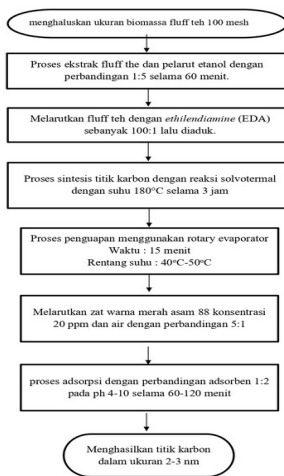 menghaluskan ukuran biomassa fluff teh 100 mesh
Proses ekstrak fluff the dan pelarut etanol dengan
perbandingan 1:5 selama 60 menit.
Melarutkan fluff teh dengan ethilendiamine (EDA)
sebanyak 100:1 lalu diaduk.
Proses sintesis titik karbon dengan reaksi solvotermal
dengan suhu 180°C selama 3 jam
Proses penguapan menggunakan rotary evaporator
Waktu : 15 menit
Rentang suhu : 40°C-50°C
Melarutkan zat warna merah asam 88 konsentrasi
20 ppm dan air dengan perbandingan 5:1
proses adsorpsi dengan perbandingan adsorben 1:2
pada ph 4-10 selama 60-120 menit
Menghasilkan titik karbon
dalam ukuran 2-3 nm